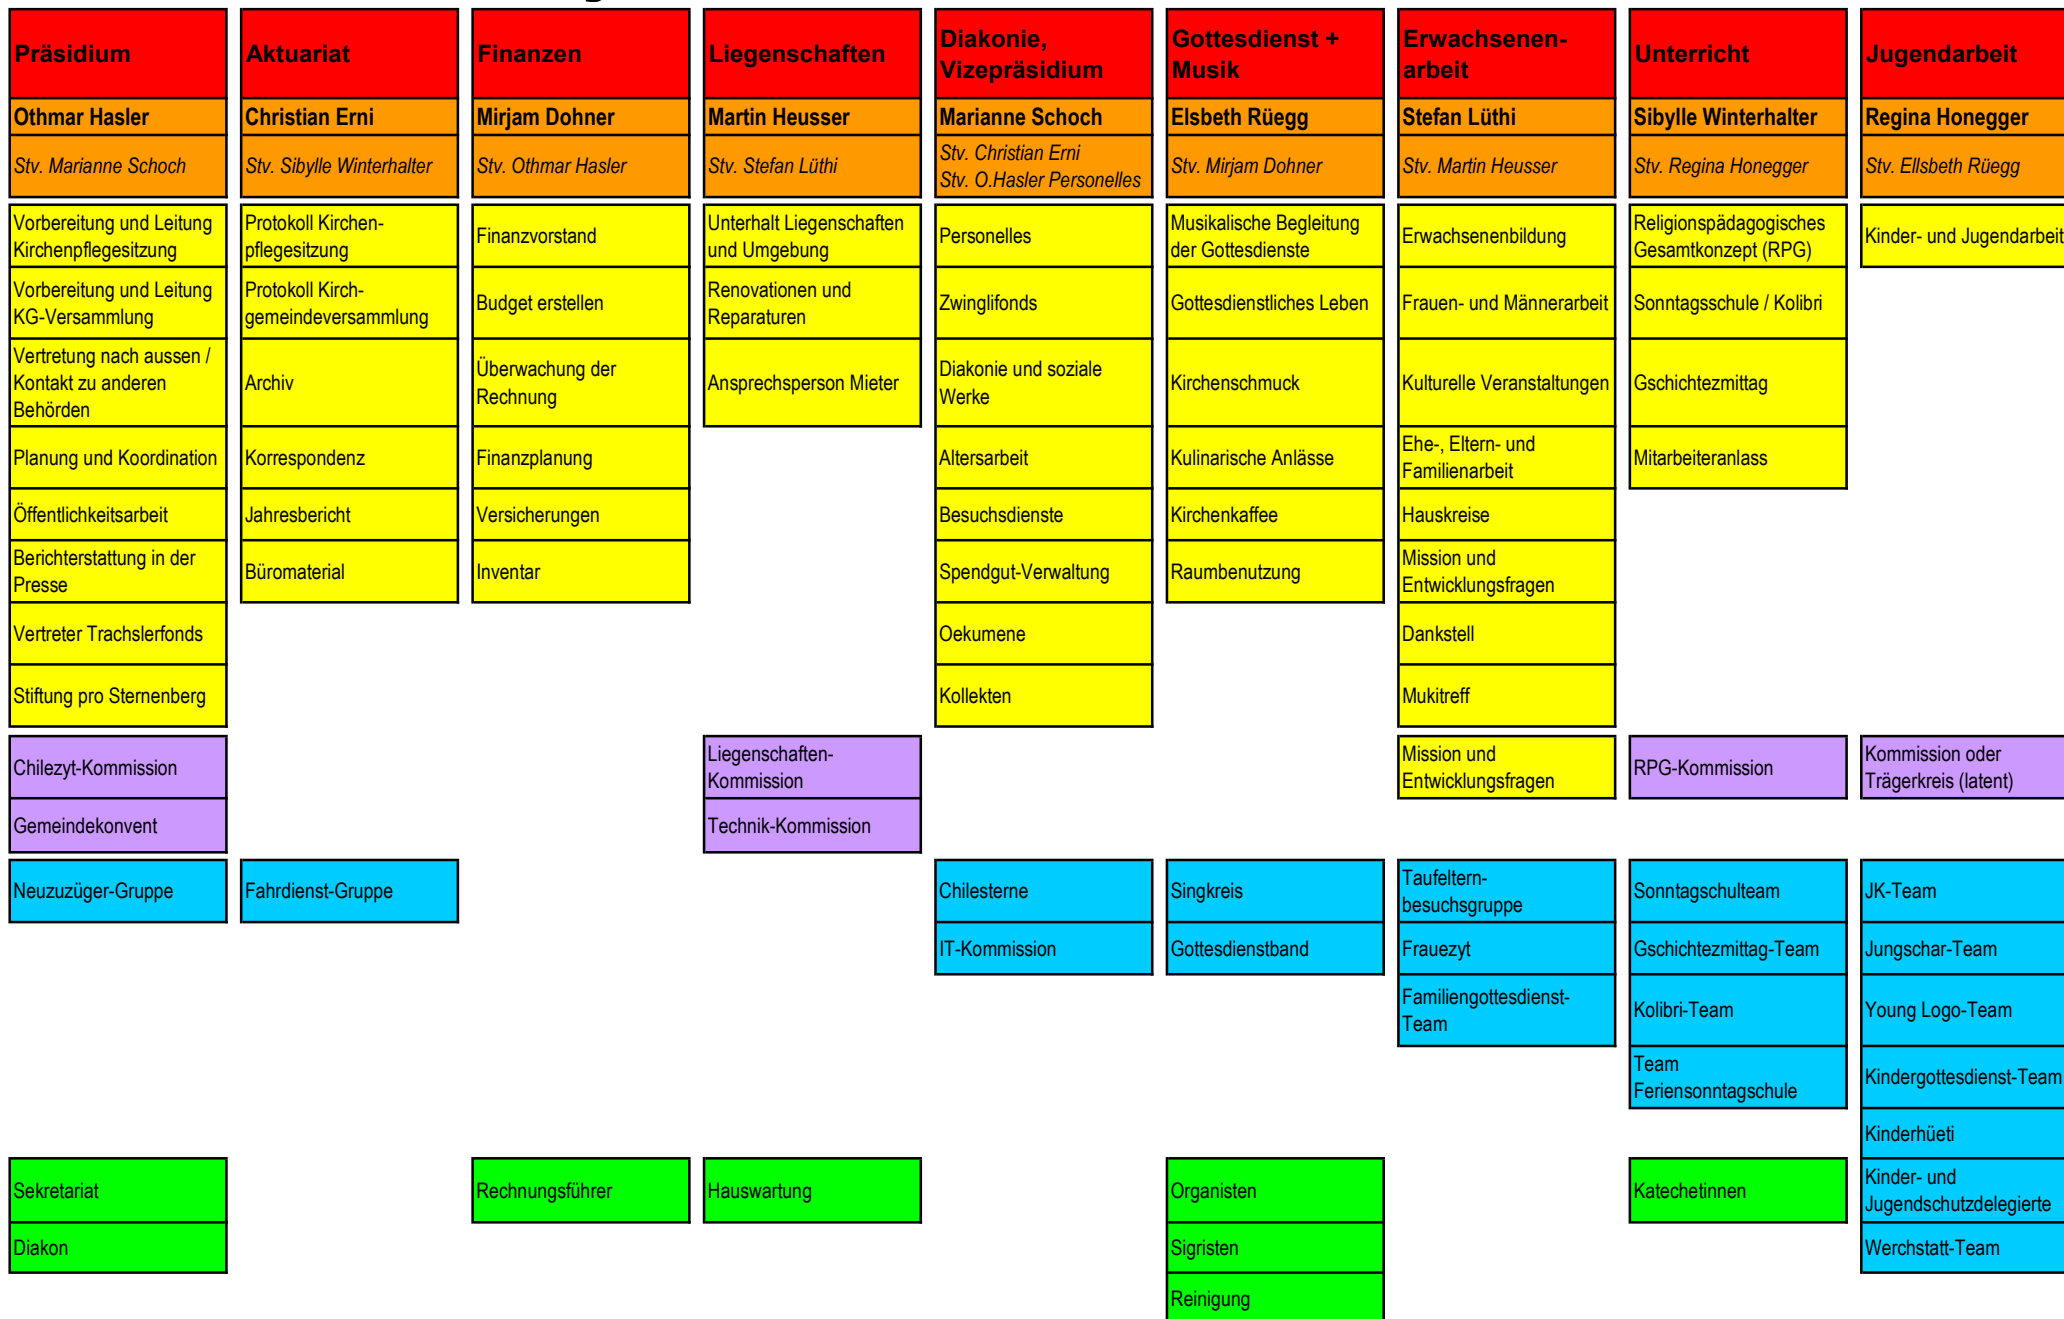 Präsidium
Othmar Hasler
Stv. Marianne Schoch
Vorbereitung und Leitung
Kirchenpflegesitzung
Vorbereitung und Leitung
KG-Versammlung
Vertretung nach aussen /
Kontakt zu anderen
Behörden
Planung und Koordination
Öffentlichkeitsarbeit
Berichterstattung in der
Presse
Vertreter Trachslerfonds
Stiftung pro Sternenberg
Chilezyt-Kommission
Gemeindekonvent
Neuzuzüger-Gruppe
Sekretariat
Diakon
Aktuariat
Christian Erni
Stv. Sibylle Winterhalter
Protokoll Kirchen-
pflegesitzung
Protokoll Kirch-
gemeindeversammlung
Archiv
Korrespondenz
Jahresbericht
Büromaterial
Fahrdienst-Gruppe
Finanzen
Mirjam Dohner
Stv. Othmar Hasler
Finanzvorstand
Budget erstellen
Überwachung der
Rechnung
Finanzplanung
Versicherungen
Inventar
Rechnungsführer
Liegenschaften
Martin Heusser
Stv. Stefan Lüthi
Unterhalt Liegenschaften
und Umgebung
Renovationen und
Reparaturen
Ansprechsperson Mieter
Liegenschaften-
Kommission
Technik-Kommission
Hauswartung
Diakonie,
Vizepräsidium
Marianne Schoch
Stv. Christian Erni
Stv. O.Hasler Personelles
Personelles
Zwinglifonds
Diakonie und soziale
Werke
Altersarbeit
Besuchsdienste
Spendgut-Verwaltung
Oekumene
Kollekten
Chilesterne
IT-Kommission
Gottesdienst +
Musik
Elsbeth Rüegg
Stv. Mirjam Dohner
Musikalische Begleitung
der Gottesdienste
Gottesdienstliches Leben
Kirchenschmuck
Kulinarische Anlässe
Kirchenkaffee
Raumbenutzung
Singkreis
Gottesdienstband
Organisten
Sigristen
Reinigung
Erwachsenen-
arbeit
Stefan Lüthi
Stv. Martin Heusser
Erwachsenenbildung
Frauen- und Männerarbeit
Kulturelle Veranstaltungen
Ehe-, Eltern- und
Familienarbeit
Hauskreise
Mission und
Entwicklungsfragen
Dankstell
Mukitreff
Mission und
Entwicklungsfragen
Taufeltern-
besuchsgruppe
Frauezyt
Familiengottesdienst-
Team
Unterricht
Sibylle Winterhalter
Stv. Regina Honegger
Religionspädagogisches
Gesamtkonzept (RPG)
Sonntagsschule / Kolibri
Gschichtezmittag
Mitarbeiteranlass
RPG-Kommission
Sonntagschulteam
Gschichtezmittag-Team
Kolibri-Team
Team
Feriensonntagschule
Katechetinnen
Jugendarbeit
Regina Honegger
Stv. Ellsbeth Rüegg
Kinder- und Jugendarbeit
Kommission oder
Trägerkreis (latent)
JK-Team
Jungschar-Team
Young Logo-Team
Kindergottesdienst-Team
Kinderhüeti
Kinder- und
Jugendschutzdelegierte
Werchstatt-Team